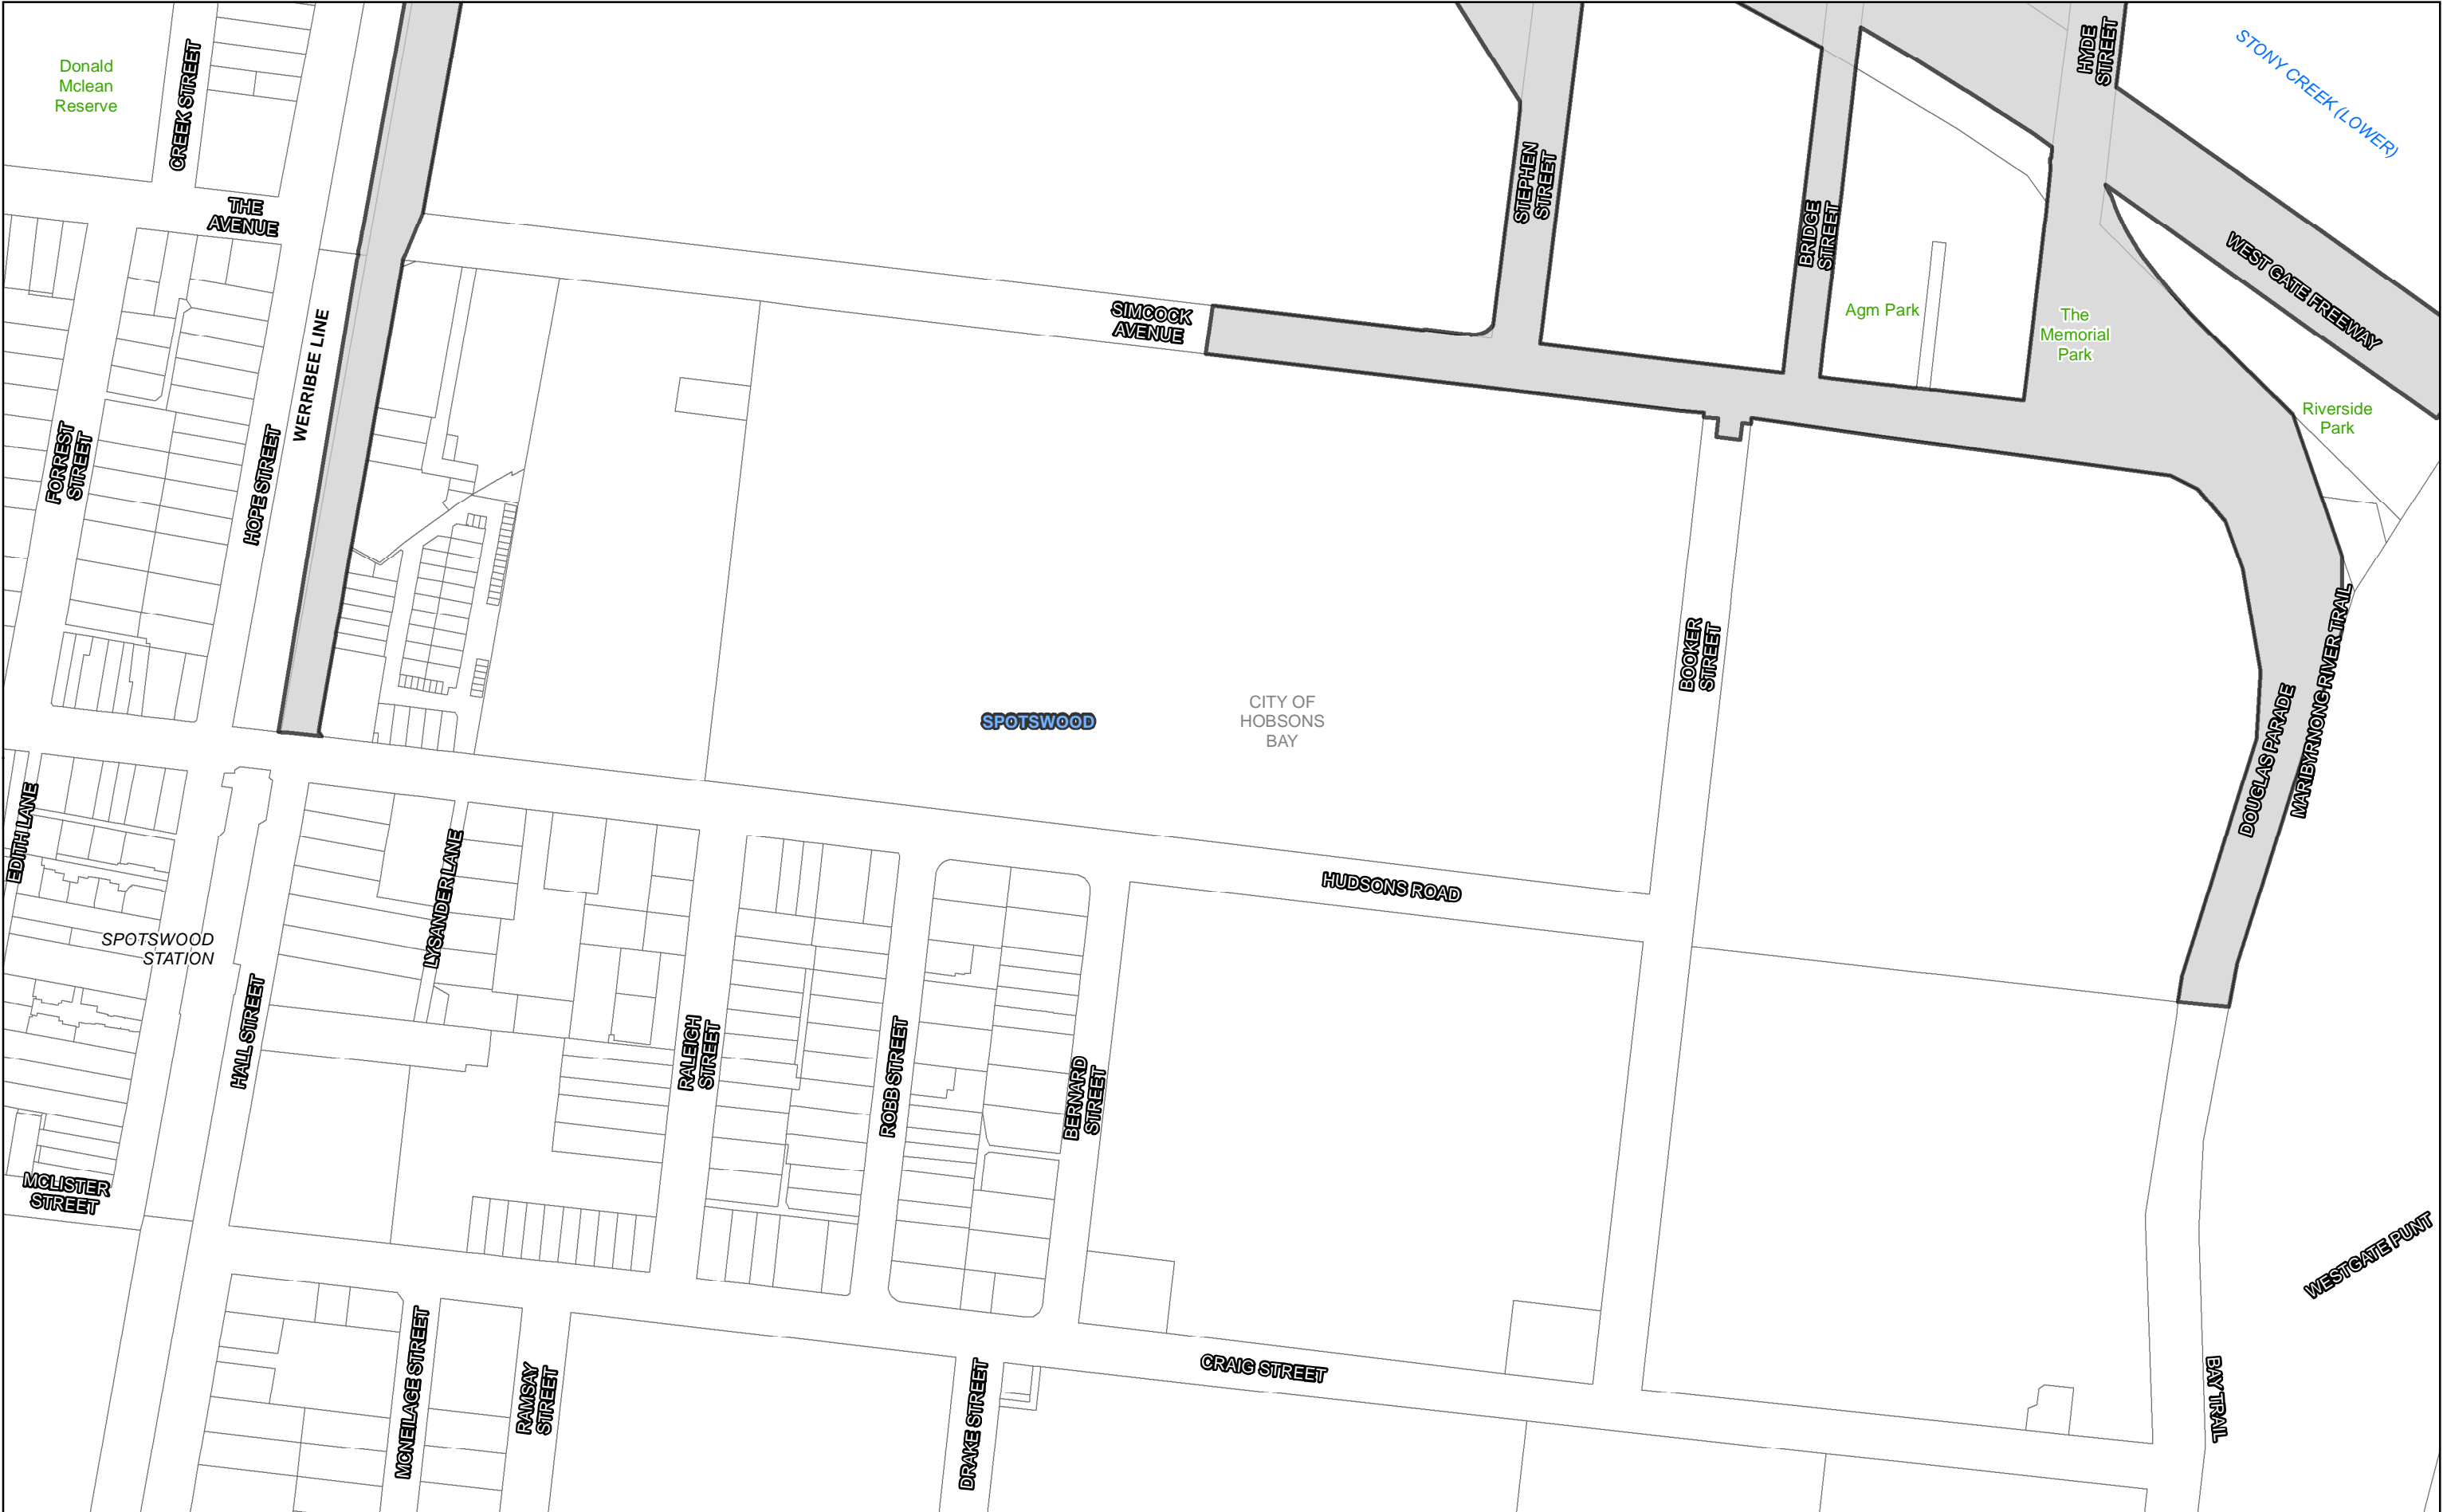 Donald
Mclean
Reserve
CREEK STREET
HYDE
STREET
STONY CREEK (LOWER)
THE
AVENUE
STEPHEN
STREET
BRIDGE
STREET
WEST GATE FREEWAY
SIMCOCK
AVENUE
Agm Park
The
Memorial
Park
WERRIBEE LINE
Riverside
Park
FORREST
STREET
HOPE STREET
BOOKER
STREET
SPOTSWOOD
CITY OF
HOBSONS
BAY
DOUGLAS PARADE
MARIBYRNONG RIVER TRAIL
EDITH LANE
LYSANDER LANE
HUDSONS ROAD
SPOTSWOOD
STATION
HALL STREET
RALEIGH
STREET
ROBB STREET
BERNARD
STREET
MCLISTER
STREET
WESTGATE PUNT
MCNEILAGE STREET
RAMSAY
STREET
DRAKE STREET
CRAIG STREET
BAY TRAIL